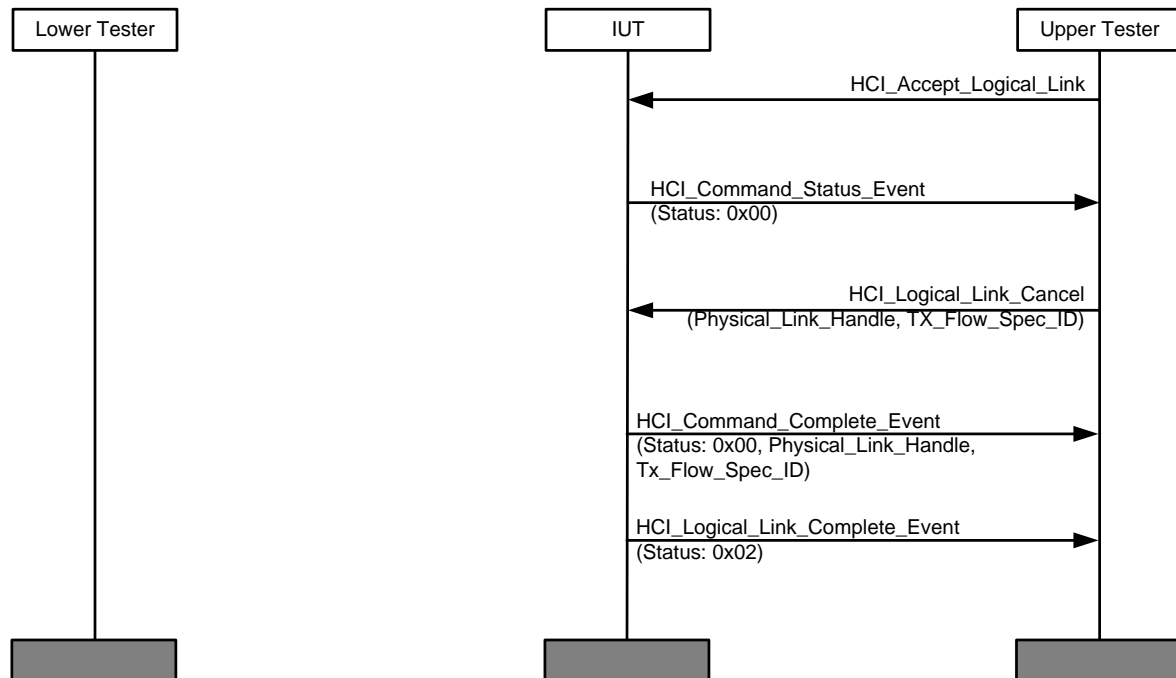 Lower Tester
IUT
Upper Tester
HCI_Accept_Logical_Link
HCI_Command_Status_Event
(Status: 0x00)
HCI_Logical_Link_Cancel
(Physical_Link_Handle, TX_Flow_Spec_ID)
HCI_Command_Complete_Event
(Status: 0x00, Physical_Link_Handle,
Tx_Flow_Spec_ID)
HCI_Logical_Link_Complete_Event
(Status: 0x02)